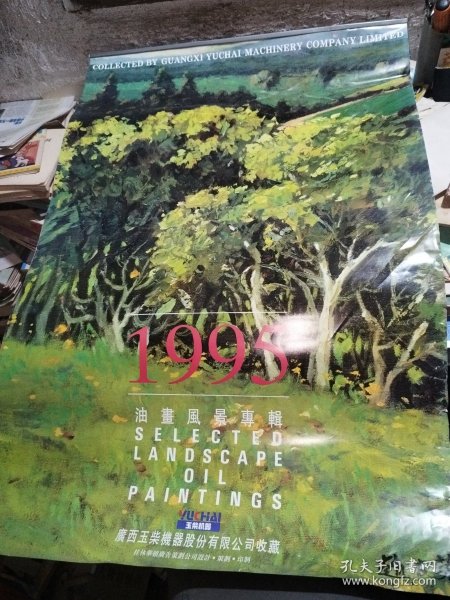 COLLECTED BY GUANGXI YUCHAI MACHINERY COMPANY LIMITED
1995
油畫風景專輯
SELECTED
LANDSCAPE
OIL
PAINTINGS
YUCHAI
玉柴机器
廣西玉柴機器股份有限公司收藏
孔夫子旧书网
www.kongfz.com